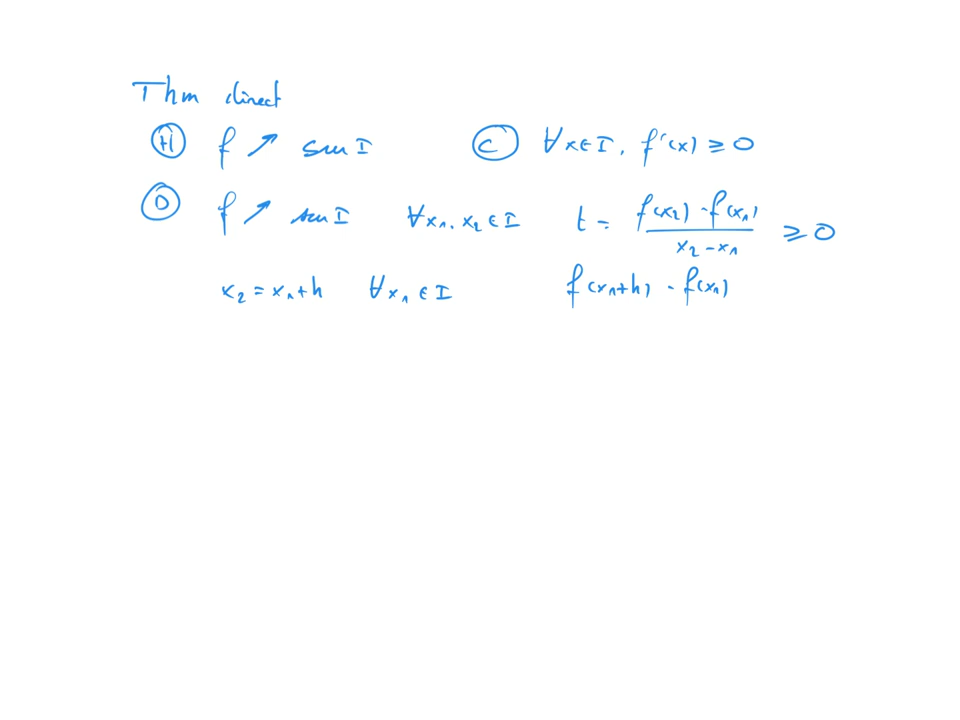 Thm direct
(H) f ↗ sur I (C) ∀x∈I, f'(x) ≥ 0
(D) f ↗ sur I ∀x₁, x₂ ∈ I t = (f(x₂) - f(x₁))/(x₂ - x₁) ≥ 0
x₂ = x₁ + h ∀x₁ ∈ I f(x₁+h) - f(x₁)